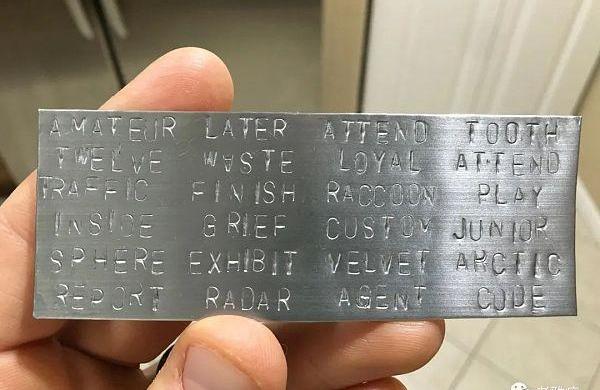 AMATEUR LATER ATTEND TOOTH
TWELVE WASTE LOYAL ATTEND
TRAFFIC FINISH RACCOON PLAY
INSIDE GRIEF CUSTOM JUNIOR
SPHERE EXHIBIT VELVET ARCTIC
REPORT RADAR AGENT CODE